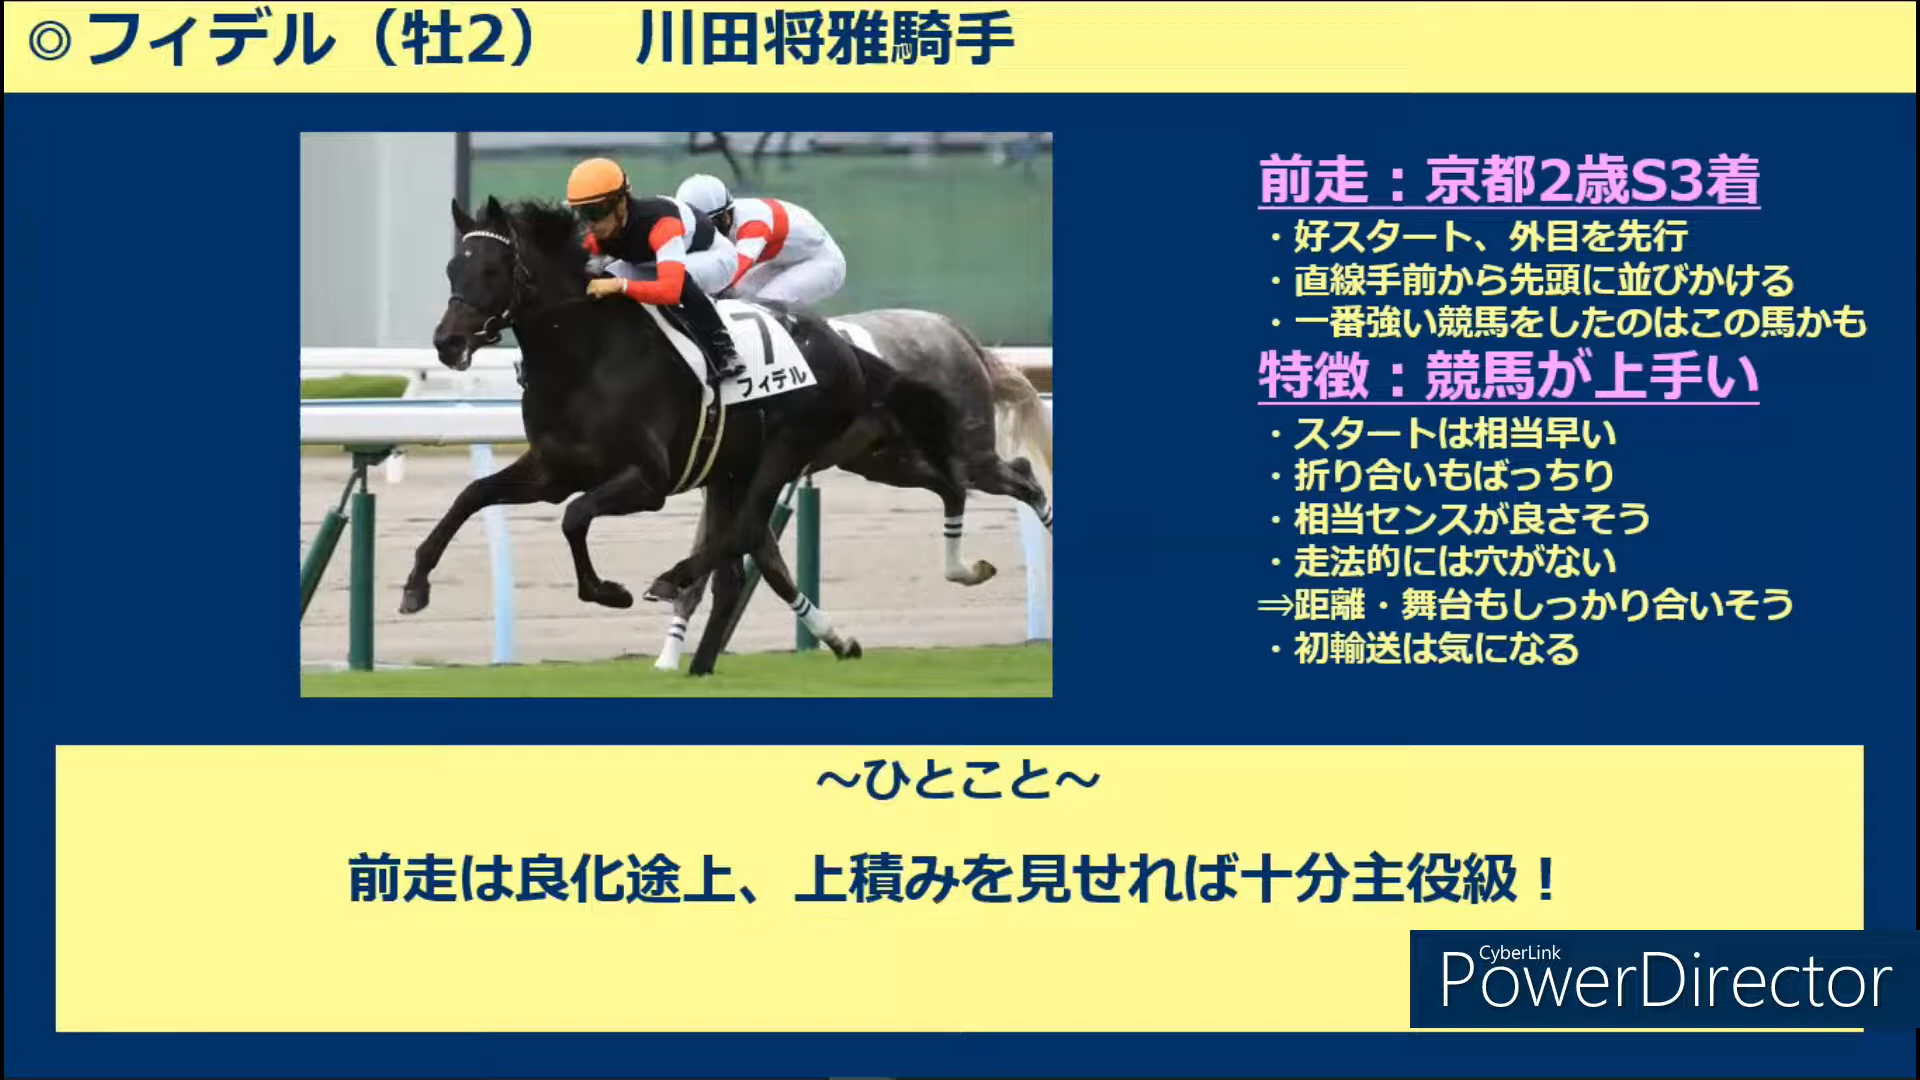 ◎フィデル（牡2）　川田将雅騎手
7
フィデル
前走：京都2歳S3着
・好スタート、外目を先行
・直線手前から先頭に並びかける
・一番強い競馬をしたのはこの馬かも
特徴：競馬が上手い
・スタートは相当早い
・折り合いもばっちり
・相当センスが良さそう
・走法的には穴がない
⇒距離・舞台もしっかり合いそう
・初輸送は気になる
～ひとこと～
前走は良化途上、上積みを見せれば十分主役級！
CyberLink
PowerDirector